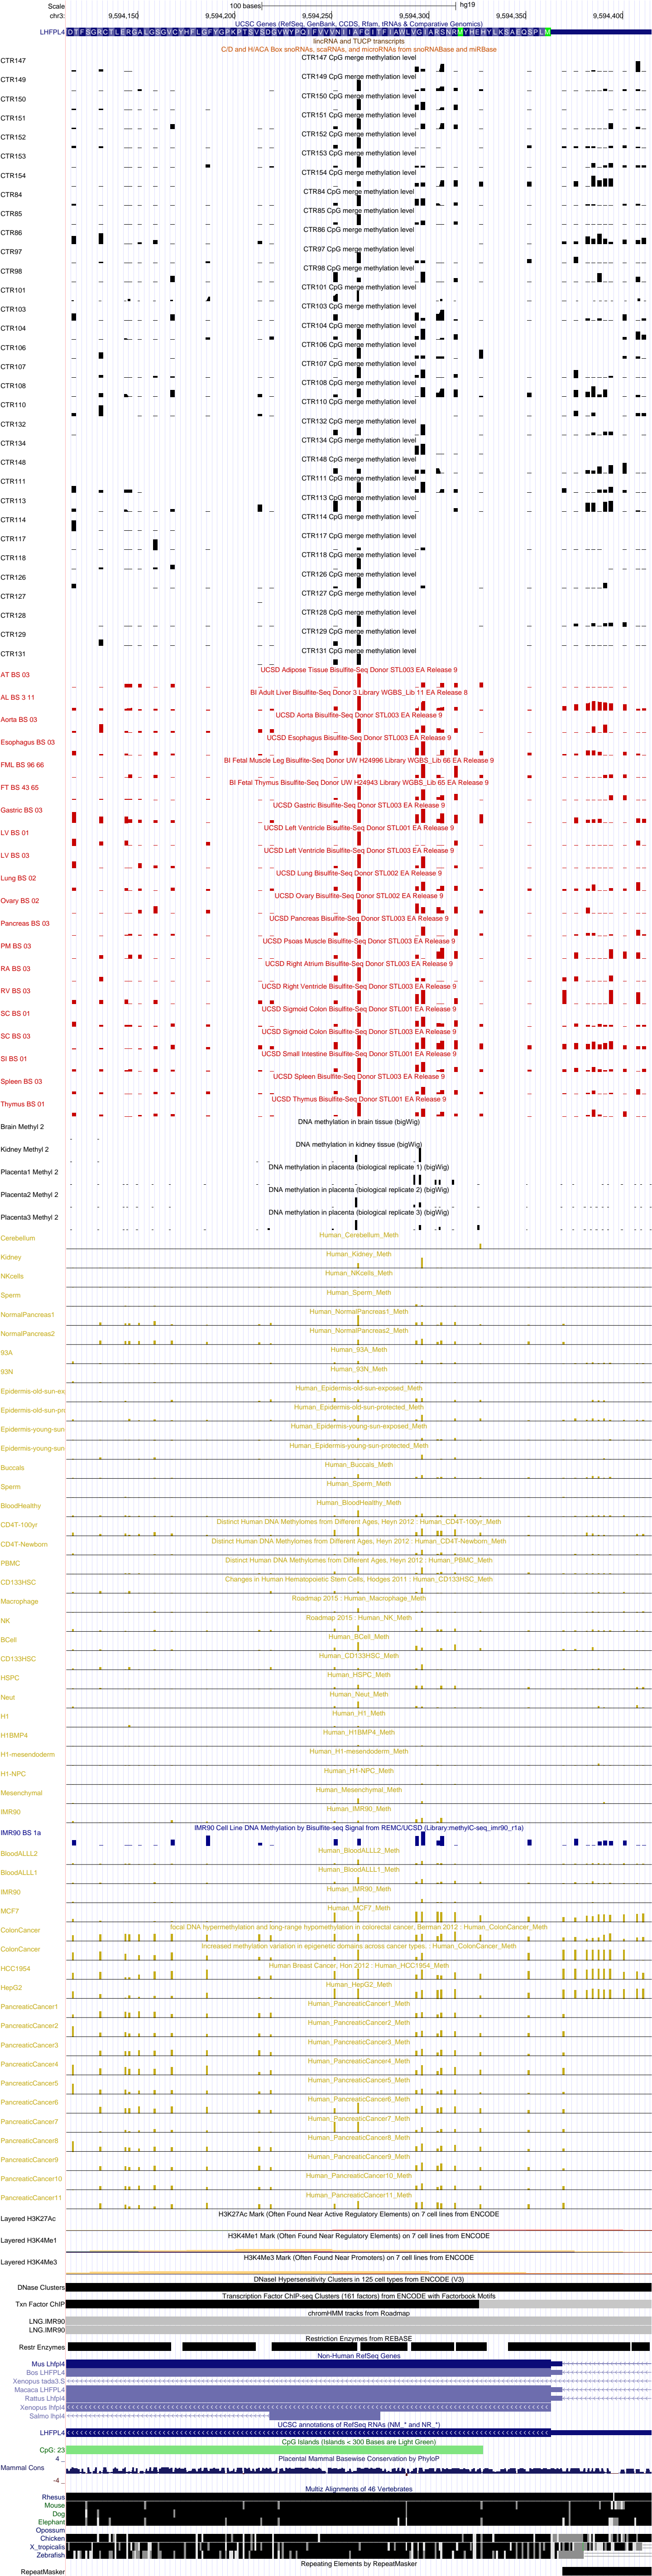 Scale 100 bases hg19
chr3: 9,594,150 9,594,200 9,594,250 9,594,300 9,594,350 9,594,400
UCSC Genes (RefSeq, GenBank, CCDS, Rfam, tRNAs & Comparative Genomics)
LHFPL4
lincRNA and TUCP transcripts
C/D and H/ACA Box snoRNAs, scaRNAs, and microRNAs from snoRNABase and miRBase
CTR147 CpG merge methylation level
CTR147
CTR149 CpG merge methylation level
CTR149
CTR150 CpG merge methylation level
CTR150
CTR151 CpG merge methylation level
CTR151
CTR152 CpG merge methylation level
CTR152
CTR153 CpG merge methylation level
CTR153
CTR154 CpG merge methylation level
CTR154
CTR84 CpG merge methylation level
CTR84
CTR85 CpG merge methylation level
CTR85
CTR86 CpG merge methylation level
CTR86
CTR97 CpG merge methylation level
CTR97
CTR98 CpG merge methylation level
CTR98
CTR101 CpG merge methylation level
CTR101
CTR103 CpG merge methylation level
CTR103
CTR104 CpG merge methylation level
CTR104
CTR106 CpG merge methylation level
CTR106
CTR107 CpG merge methylation level
CTR107
CTR108 CpG merge methylation level
CTR108
CTR110 CpG merge methylation level
CTR110
CTR132 CpG merge methylation level
CTR132
CTR134 CpG merge methylation level
CTR134
CTR148 CpG merge methylation level
CTR148
CTR111 CpG merge methylation level
CTR111
CTR113 CpG merge methylation level
CTR113
CTR114 CpG merge methylation level
CTR114
CTR117 CpG merge methylation level
CTR117
CTR118 CpG merge methylation level
CTR118
CTR126 CpG merge methylation level
CTR126
CTR127 CpG merge methylation level
CTR127
CTR128 CpG merge methylation level
CTR128
CTR129 CpG merge methylation level
CTR129
CTR131 CpG merge methylation level
CTR131
UCSD Adipose Tissue Bisulfite-Seq Donor STL003 EA Release 9
AT BS 03
BI Adult Liver Bisulfite-Seq Donor 3 Library WGBS_Lib 11 EA Release 8
AL BS 3 11
UCSD Aorta Bisulfite-Seq Donor STL003 EA Release 9
Aorta BS 03
UCSD Esophagus Bisulfite-Seq Donor STL003 EA Release 9
Esophagus BS 03
BI Fetal Muscle Leg Bisulfite-Seq Donor UW H24996 Library WGBS_Lib 66 EA Release 9
FML BS 96 66
BI Fetal Thymus Bisulfite-Seq Donor UW H24943 Library WGBS_Lib 65 EA Release 9
FT BS 43 65
UCSD Gastric Bisulfite-Seq Donor STL003 EA Release 9
Gastric BS 03
UCSD Left Ventricle Bisulfite-Seq Donor STL001 EA Release 9
LV BS 01
UCSD Left Ventricle Bisulfite-Seq Donor STL003 EA Release 9
LV BS 03
UCSD Lung Bisulfite-Seq Donor STL002 EA Release 9
Lung BS 02
UCSD Ovary Bisulfite-Seq Donor STL002 EA Release 9
Ovary BS 02
UCSD Pancreas Bisulfite-Seq Donor STL003 EA Release 9
Pancreas BS 03
UCSD Psoas Muscle Bisulfite-Seq Donor STL003 EA Release 9
PM BS 03
UCSD Right Atrium Bisulfite-Seq Donor STL003 EA Release 9
RA BS 03
UCSD Right Ventricle Bisulfite-Seq Donor STL003 EA Release 9
RV BS 03
UCSD Sigmoid Colon Bisulfite-Seq Donor STL001 EA Release 9
SC BS 01
UCSD Sigmoid Colon Bisulfite-Seq Donor STL003 EA Release 9
SC BS 03
UCSD Small Intestine Bisulfite-Seq Donor STL001 EA Release 9
SI BS 01
UCSD Spleen Bisulfite-Seq Donor STL003 EA Release 9
Spleen BS 03
UCSD Thymus Bisulfite-Seq Donor STL001 EA Release 9
Thymus BS 01
DNA methylation in brain tissue (bigWig)
Brain Methyl 2
DNA methylation in kidney tissue (bigWig)
Kidney Methyl 2
DNA methylation in placenta (biological replicate 1) (bigWig)
Placenta1 Methyl 2
DNA methylation in placenta (biological replicate 2) (bigWig)
Placenta2 Methyl 2
DNA methylation in placenta (biological replicate 3) (bigWig)
Placenta3 Methyl 2
Human_Cerebellum_Meth
Cerebellum
Human_Kidney_Meth
Kidney
Human_NKcells_Meth
NKcells
Human_Sperm_Meth
Sperm
Human_NormalPancreas1_Meth
NormalPancreas1
Human_NormalPancreas2_Meth
NormalPancreas2
Human_93A_Meth
93A
Human_93N_Meth
93N
Human_Epidermis-old-sun-exposed_Meth
Epidermis-old-sun-ex
Human_Epidermis-old-sun-protected_Meth
Epidermis-old-sun-pri
Human_Epidermis-young-sun-exposed_Meth
Epidermis-young-sun
Human_Epidermis-young-sun-protected_Meth
Epidermis-young-sun
Human_Buccals_Meth
Buccals
Human_Sperm_Meth
Sperm
Human_BloodHealthy_Meth
BloodHealthy
Distinct Human DNA Methylomes from Different Ages, Heyn 2012 : Human_CD4T-100yr_Meth
CD4T-100yr
Distinct Human DNA Methylomes from Different Ages, Heyn 2012 : Human_CD4T-Newborn_Meth
CD4T-Newborn
Distinct Human DNA Methylomes from Different Ages, Heyn 2012 : Human_PBMC_Meth
PBMC
Changes in Human Hematopoietic Stem Cells, Hodges 2011 : Human_CD133HSC_Meth
CD133HSC
Roadmap 2015 : Human_Macrophage_Meth
Macrophage
Roadmap 2015 : Human_NK_Meth
NK
Human_BCell_Meth
BCell
Human_CD133HSC_Meth
CD133HSC
Human_HSPC_Meth
HSPC
Human_Neut_Meth
Neut
Human_H1_Meth
H1
Human_H1BMP4_Meth
H1BMP4
Human_H1-mesendoderm_Meth
H1-mesendoderm
Human_H1-NPC_Meth
H1-NPC
Human_Mesenchymal_Meth
Mesenchymal
Human_IMR90_Meth
IMR90
IMR90 Cell Line DNA Methylation by Bisulfite-seq Signal from REMC/UCSD (Library:methylC-seq_imr90_r1a)
IMR90 BS 1a
Human_BloodALLL2_Meth
BloodALLL2
Human_BloodALLL1_Meth
BloodALLL1
Human_IMR90_Meth
IMR90
Human_MCF7_Meth
MCF7
focal DNA hypermethylation and long-range hypomethylation in colorectal cancer, Berman 2012 : Human_ColonCancer_Meth
ColonCancer
Increased methylation variation in epigenetic domains across cancer types. : Human_ColonCancer_Meth
ColonCancer
Human Breast Cancer, Hon 2012 : Human_HCC1954_Meth
HCC1954
Human_HepG2_Meth
HepG2
Human_PancreaticCancer1_Meth
PancreaticCancer1
Human_PancreaticCancer2_Meth
PancreaticCancer2
Human_PancreaticCancer3_Meth
PancreaticCancer3
Human_PancreaticCancer4_Meth
PancreaticCancer4
Human_PancreaticCancer5_Meth
PancreaticCancer5
Human_PancreaticCancer6_Meth
PancreaticCancer6
Human_PancreaticCancer7_Meth
PancreaticCancer7
Human_PancreaticCancer8_Meth
PancreaticCancer8
Human_PancreaticCancer9_Meth
PancreaticCancer9
Human_PancreaticCancer10_Meth
PancreaticCancer10
Human_PancreaticCancer11_Meth
PancreaticCancer11
H3K27Ac Mark (Often Found Near Active Regulatory Elements) on 7 cell lines from ENCODE
Layered H3K27Ac
H3K4Me1 Mark (Often Found Near Regulatory Elements) on 7 cell lines from ENCODE
Layered H3K4Me1
H3K4Me3 Mark (Often Found Near Promoters) on 7 cell lines from ENCODE
Layered H3K4Me3
DNaseI Hypersensitivity Clusters in 125 cell types from ENCODE (V3)
DNase Clusters
Transcription Factor ChIP-seq Clusters (161 factors) from ENCODE with Factorbook Motifs
Txn Factor ChIP
chromHMM tracks from Roadmap
LNG.IMR90
LNG.IMR90
Restriction Enzymes from REBASE
Restr Enzymes
Non-Human RefSeq Genes
Mus Lhfpl4
Bos LHFPL4
Xenopus tada3.S
Macaca LHFPL4
Rattus Lhfpl4
Xenopus lhfpl4
Salmo lhpl4
UCSC annotations of RefSeq RNAs (NM_* and NR_*)
LHFPL4
CpG Islands (Islands < 300 Bases are Light Green)
CpG: 23
4 _ Placental Mammal Basewise Conservation by PhyloP
Mammal Cons
-4 _
Multiz Alignments of 46 Vertebrates
Rhesus
Mouse
Dog
Elephant
Opossum
Chicken
X_tropicalis
Zebrafish
Repeating Elements by RepeatMasker
RepeatMasker